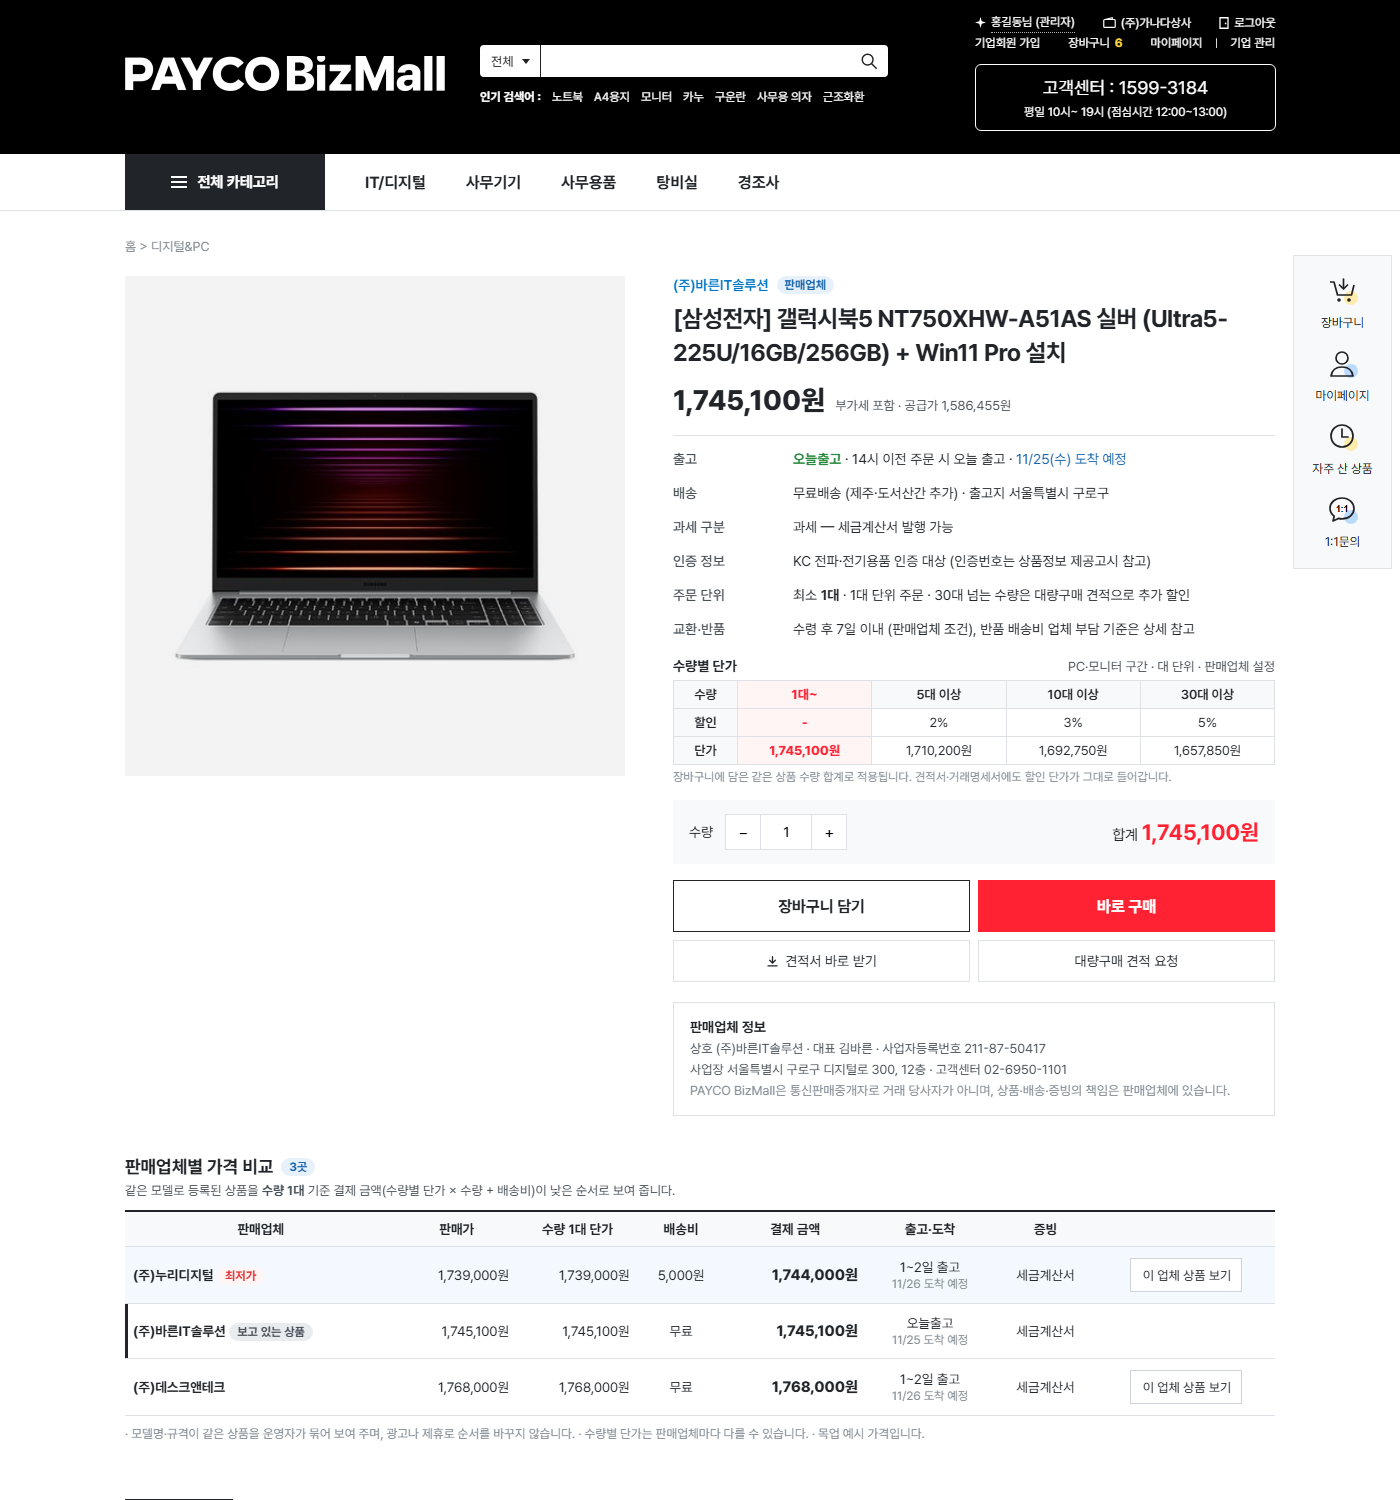 홍길동님 (관리자) (주)가나다상사 로그아웃
기업회원 가입 장바구니 6 마이페이지 | 기업 관리
PAYCO BizMall
전체
인기 검색어 : 노트북 A4용지 모니터 카누 구운란 사무용 의자 근조화환
고객센터 : 1599-3184
평일 10시~ 19시 (점심시간 12:00~13:00)
전체 카테고리 IT/디지털 사무기기 사무용품 탕비실 경조사
홈 > 디지털&PC
(주)바른IT솔루션 판매업체
[삼성전자] 갤럭시북5 NT750XHW-A51AS 실버 (Ultra5-
225U/16GB/256GB) + Win11 Pro 설치
1,745,100원 부가세 포함 · 공급가 1,586,455원
출고 오늘출고 · 14시 이전 주문 시 오늘 출고 · 11/25(수) 도착 예정
배송 무료배송 (제주·도서산간 추가) · 출고지 서울특별시 구로구
과세 구분 과세 — 세금계산서 발행 가능
인증 정보 KC 전파·전기용품 인증 대상 (인증번호는 상품정보 제공고시 참고)
주문 단위 최소 1대 · 1대 단위 주문 · 30대 넘는 수량은 대량구매 견적으로 추가 할인
교환·반품 수령 후 7일 이내 (판매업체 조건), 반품 배송비 업체 부담 기준은 상세 참고
수량별 단가 PC·모니터 구간 · 대 단위 · 판매업체 설정
수량 1대~ 5대 이상 10대 이상 30대 이상
할인 - 2% 3% 5%
단가 1,745,100원 1,710,200원 1,692,750원 1,657,850원
장바구니에 담은 같은 상품 수량 합계로 적용됩니다. 견적서·거래명세서에도 할인 단가가 그대로 들어갑니다.
수량 − 1 + 합계 1,745,100원
장바구니 담기 바로 구매
견적서 바로 받기 대량구매 견적 요청
판매업체 정보
상호 (주)바른IT솔루션 · 대표 김바른 · 사업자등록번호 211-87-50417
사업장 서울특별시 구로구 디지털로 300, 12층 · 고객센터 02-6950-1101
PAYCO BizMall은 통신판매중개자로 거래 당사자가 아니며, 상품·배송·증빙의 책임은 판매업체에 있습니다.
장바구니
마이페이지
자주 산 상품
1:1
1:1문의
판매업체별 가격 비교 3곳
같은 모델로 등록된 상품을 수량 1대 기준 결제 금액(수량별 단가 × 수량 + 배송비)이 낮은 순서로 보여 줍니다.
판매업체 판매가 수량 1대 단가 배송비 결제 금액 출고·도착 증빙
(주)누리디지털 최저가 1,739,000원 1,739,000원 5,000원 1,744,000원 1~2일 출고 세금계산서 이 업체 상품 보기
11/26 도착 예정
(주)바른IT솔루션 보고 있는 상품 1,745,100원 1,745,100원 무료 1,745,100원 오늘출고 세금계산서
11/25 도착 예정
(주)데스크앤테크 1,768,000원 1,768,000원 무료 1,768,000원 1~2일 출고 세금계산서 이 업체 상품 보기
11/26 도착 예정
· 모델명·규격이 같은 상품을 운영자가 묶어 보여 주며, 광고나 제휴로 순서를 바꾸지 않습니다. · 수량별 단가는 판매업체마다 다를 수 있습니다. · 목업 예시 가격입니다.